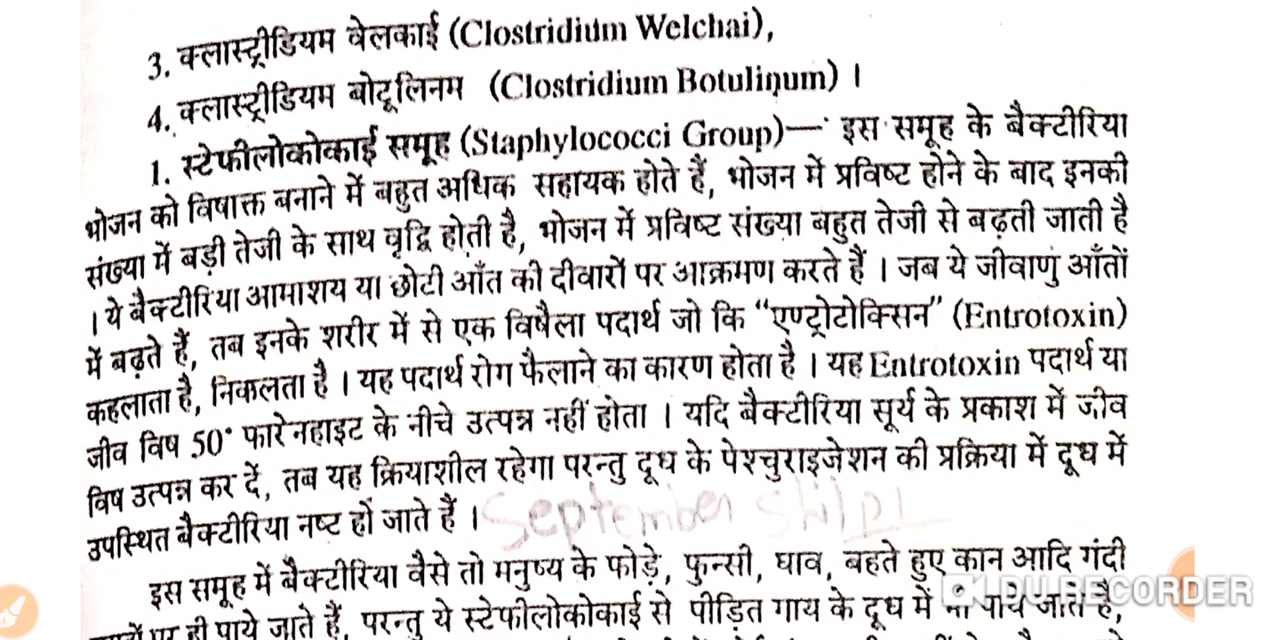 3. क्लास्ट्रीडियम वेलकाई (Clostridium Welchai),
4. क्लास्ट्रीडियम बोटूलिनम (Clostridium Botulinum) ।
1. स्टेफीलोकोकाई समूह (Staphylococci Group)— इस समूह के बैक्टीरिया
भोजन को विषाक्त बनाने में बहुत अधिक सहायक होते हैं, भोजन में प्रविष्ट होने के बाद इनकी
संख्या में बड़ी तेजी के साथ वृद्वि होती है, भोजन में प्रविष्ट संख्या बहुत तेजी से बढ़ती जाती है
। ये बैक्टीरिया आमाशय या छोटी आँत की दीवारों पर आक्रमण करते हैं । जब ये जीवाणुं आँतों
में बढ़ते हैं, तब इनके शरीर में से एक विषैला पदार्थ जो कि “एण्ट्रोटोक्सिन” (Entrotoxin)
कहलाता है, निकलता है । यह पदार्थ रोग फैलाने का कारण होता है । यह Entrotoxin पदार्थ या
जीव विष 50° फारेनहाइट के नीचे उत्पन्न नहीं होता । यदि बैक्टीरिया सूर्य के प्रकाश में जीव
विष उत्पन्न कर दें, तब यह क्रियाशील रहेगा परन्तु दूध के पेश्चुराइजेशन की प्रक्रिया में दूध में
उपस्थित बैक्टीरिया नष्ट हो जाते हैं । September Shilpi
इस समूह में बैक्टीरिया वैसे तो मनुष्य के फोड़े, फुन्सी, घाव, बहते हुए कान आदि गंदी
पर ही पाये जाते हैं, परन्तु ये स्टेफीलोकोकाई से पीड़ित गाय के दूध में भी पाये जाते है,
DU RECORDER